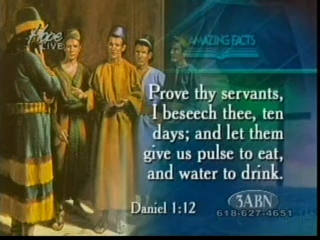 Hope
LIVE
AMAZING FACTS
Prove thy servants,
I beseech thee, ten
days; and let them
give us pulse to eat,
and water to drink.
Daniel 1:12
3ABN
618-627-4651